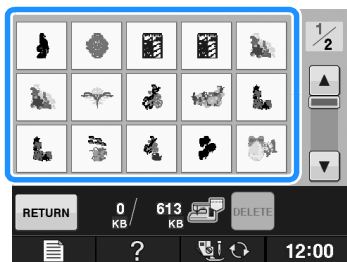 1/2
RETURN
0 KB / 613 KB
DELETE
?
12:00